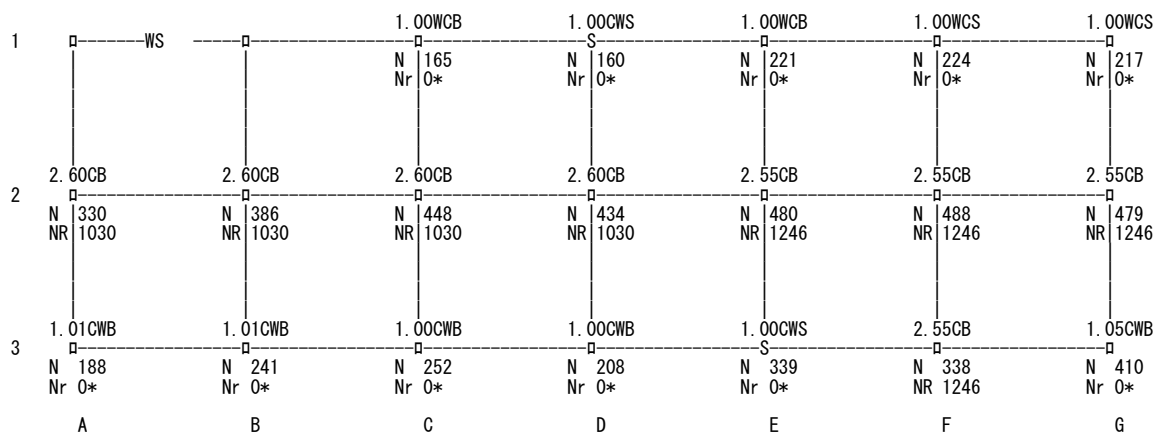 1.00WCB 1.00CWS 1.00WCB 1.00WCS 1.00WCS
1 WS S
N 165 N 160 N 221 N 224 N 217
Nr 0* Nr 0* Nr 0* Nr 0* Nr 0*
2.60CB 2.60CB 2.60CB 2.60CB 2.55CB 2.55CB 2.55CB
2
N 330 N 386 N 448 N 434 N 480 N 488 N 479
NR 1030 NR 1030 NR 1030 NR 1030 NR 1246 NR 1246 NR 1246
1.01CWB 1.01CWB 1.00CWB 1.00CWB 1.00CWS 2.55CB 1.05CWB
3 S
N 188 N 241 N 252 N 208 N 339 N 338 N 410
Nr 0* Nr 0* Nr 0* Nr 0* Nr 0* NR 1246 Nr 0*
A B C D E F G